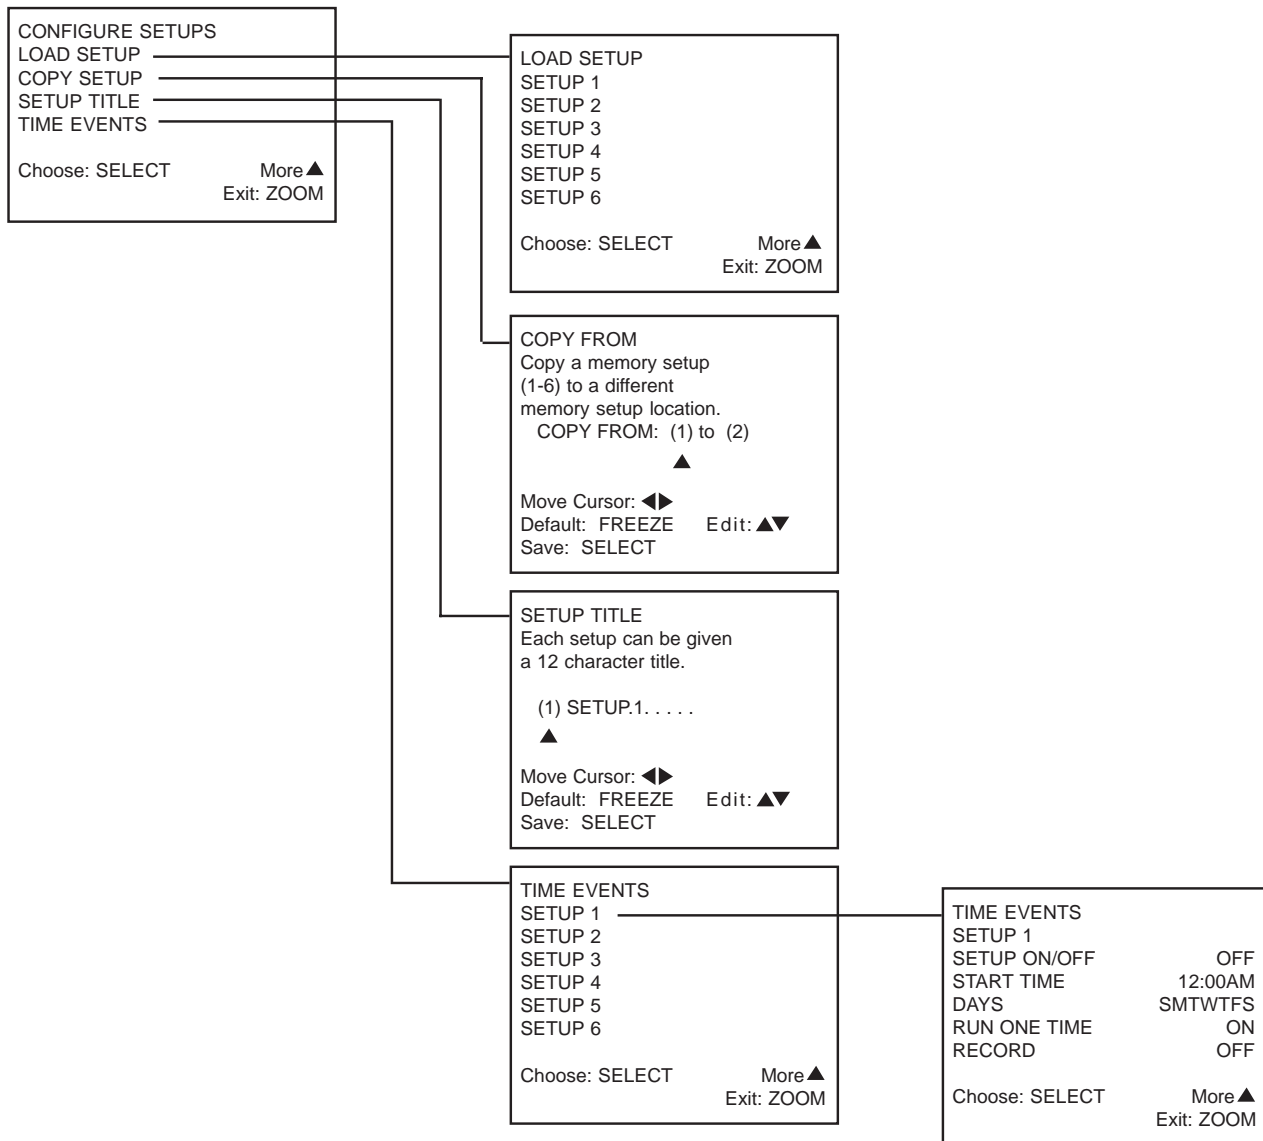 CONFIGURE SETUPS
LOAD SETUP
COPY SETUP
SETUP TITLE
TIME EVENTS
Choose: SELECT More▲
Exit: ZOOM
LOAD SETUP
SETUP 1
SETUP 2
SETUP 3
SETUP 4
SETUP 5
SETUP 6
Choose: SELECT More▲
Exit: ZOOM
COPY FROM
Copy a memory setup
(1-6) to a different
memory setup location.
COPY FROM: (1) to (2)
▲
Move Cursor: ◀▶
Default: FREEZE Edit: ▲▼
Save: SELECT
SETUP TITLE
Each setup can be given
a 12 character title.
(1) SETUP.1. . . . .
▲
Move Cursor: ◀▶
Default: FREEZE Edit: ▲▼
Save: SELECT
TIME EVENTS
SETUP 1
SETUP 2
SETUP 3
SETUP 4
SETUP 5
SETUP 6
Choose: SELECT More▲
Exit: ZOOM
TIME EVENTS
SETUP 1
SETUP ON/OFF OFF
START TIME 12:00AM
DAYS SMTWTFS
RUN ONE TIME ON
RECORD OFF
Choose: SELECT More▲
Exit: ZOOM